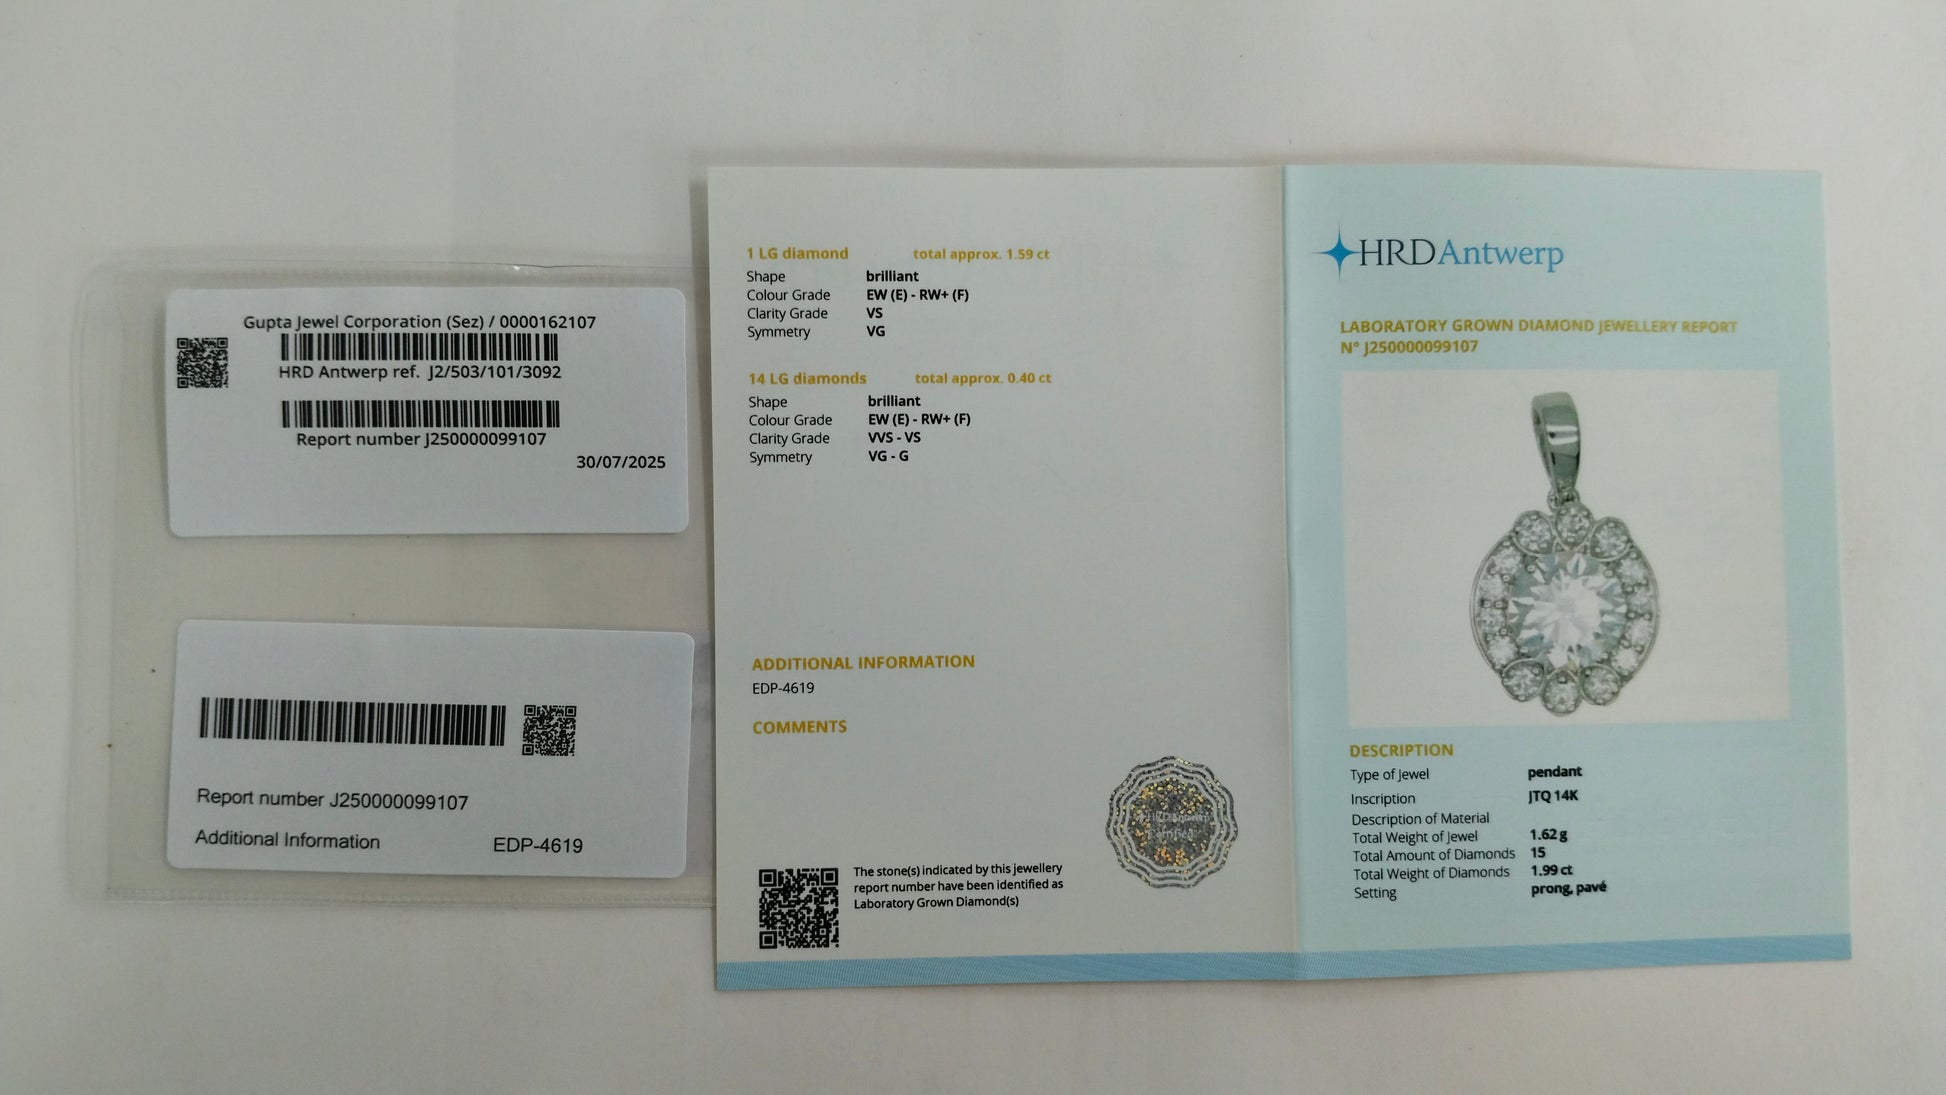 Gupta Jewel Corporation (Sez) / 0000162107
HRD Antwerp ref. J2/503/101/3092
Report number J250000099107
30/07/2025
Report number J250000099107
Additional Information EDP-4619
1 LG diamond total approx. 1.59 ct
Shape brilliant
Colour Grade EW (E) - RW+ (F)
Clarity Grade VS
Symmetry VG
14 LG diamonds total approx. 0.40 ct
Shape brilliant
Colour Grade EW (E) - RW+ (F)
Clarity Grade VVS - VS
Symmetry VG - G
ADDITIONAL INFORMATION
EDP-4619
COMMENTS
HRD Antwerp
Certified
The stone(s) indicated by this jewellery
report number have been identified as
Laboratory Grown Diamond(s)
HRD Antwerp
LABORATORY GROWN DIAMOND JEWELLERY REPORT
N° J250000099107
DESCRIPTION
Type of Jewel pendant
Inscription JTQ 14K
Description of Material
Total Weight of Jewel 1.62 g
Total Amount of Diamonds 15
Total Weight of Diamonds 1.99 ct
Setting prong, pavé